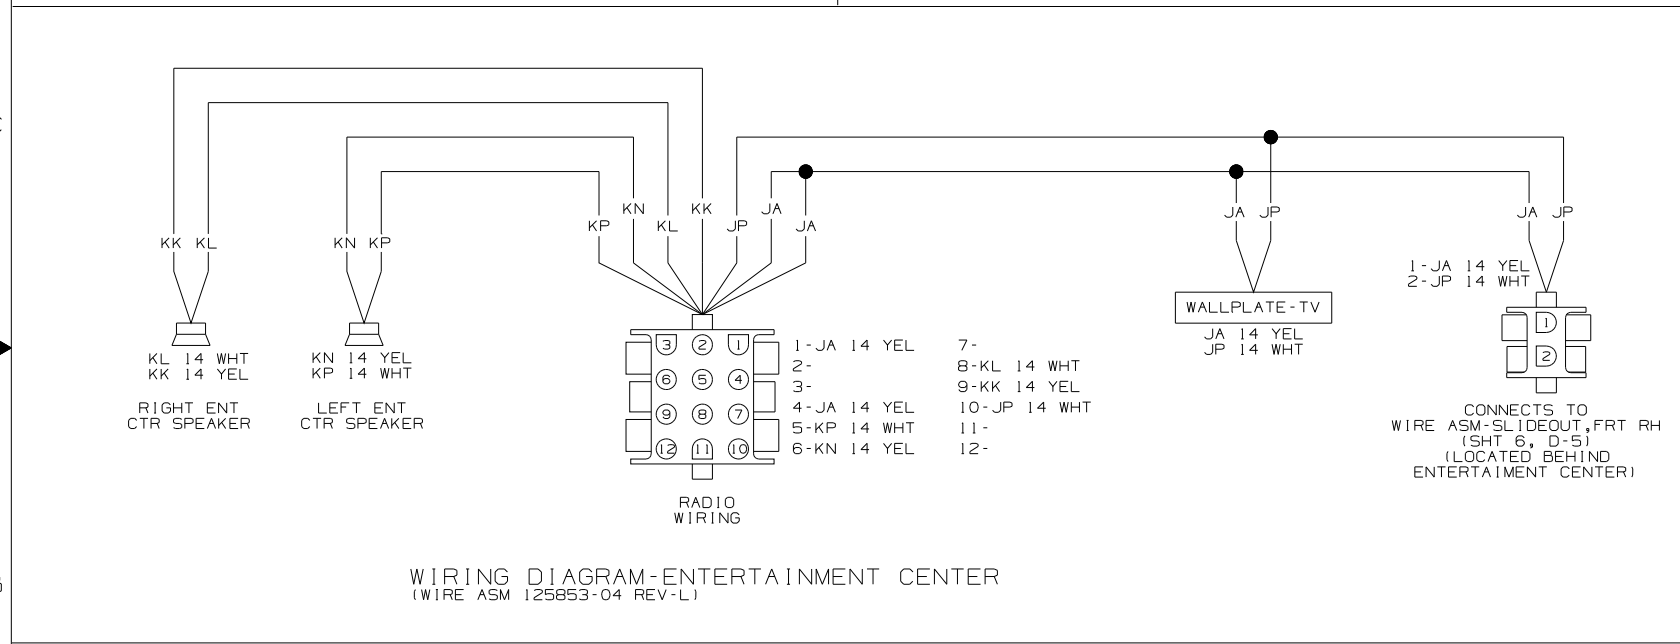 KK KL
KN KP
KP
KN
KL
KK
JP
JA
JA
JA JP
JA JP
KL 14 WHT
KK 14 YEL
RIGHT ENT
CTR SPEAKER
KN 14 YEL
KP 14 WHT
LEFT ENT
CTR SPEAKER
3 2 1
6 5 4
9 8 7
12 11 10
1-JA 14 YEL
2-
3-
4-JA 14 YEL
5-KP 14 WHT
6-KN 14 YEL
7-
8-KL 14 WHT
9-KK 14 YEL
10-JP 14 WHT
11-
12-
RADIO
WIRING
WALLPLATE-TV
JA 14 YEL
JP 14 WHT
1-JA 14 YEL
2-JP 14 WHT
1
2
CONNECTS TO
WIRE ASM-SLIDEOUT,FRT RH
(SHT 6, D-5)
(LOCATED BEHIND
ENTERTAIMENT CENTER)
WIRING DIAGRAM-ENTERTAINMENT CENTER
(WIRE ASM 125853-04 REV-L)